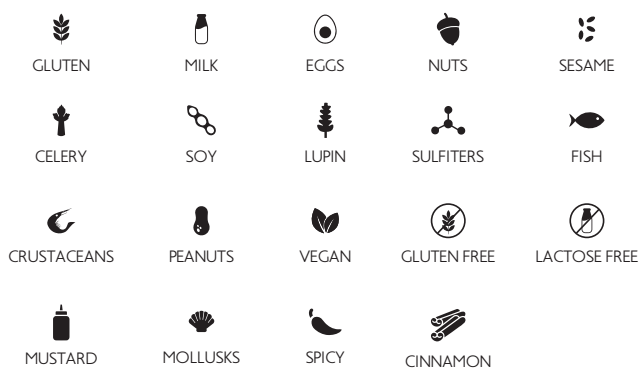 GLUTEN
MILK
EGGS
NUTS
SESAME
CELERY
SOY
LUPIN
SULFITERS
FISH
CRUSTACEANS
PEANUTS
VEGAN
GLUTEN FREE
LACTOSE FREE
MUSTARD
MOLLUSKS
SPICY
CINNAMON